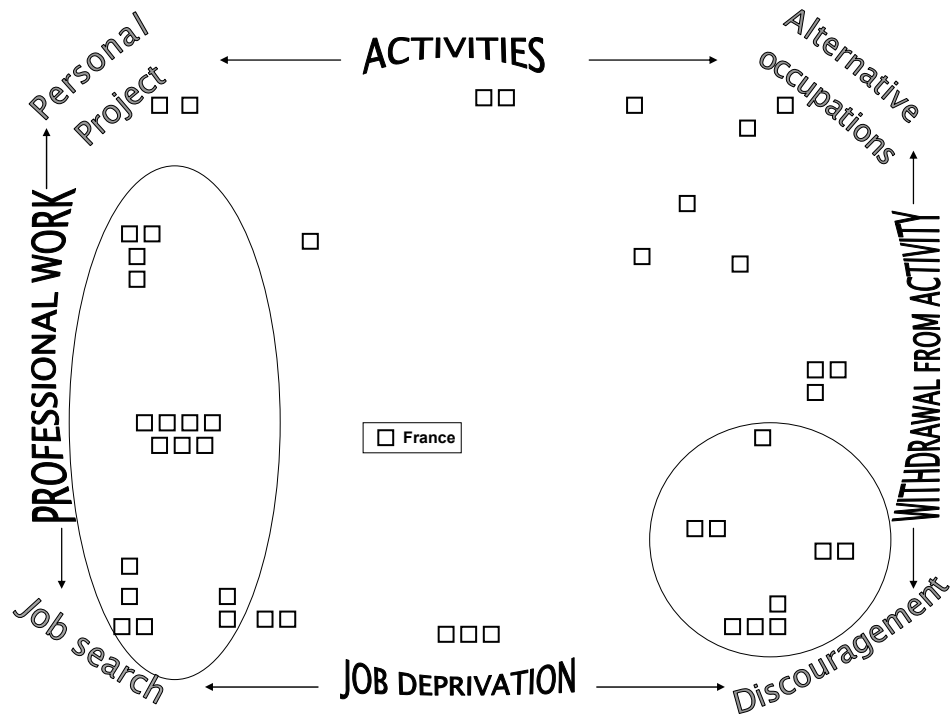 Personal
Project
ACTIVITIES
Alternative
occupations
PROFESSIONAL WORK
WITHDRAWAL FROM ACTIVITY
France
Job search
JOB DEPRIVATION
Discouragement